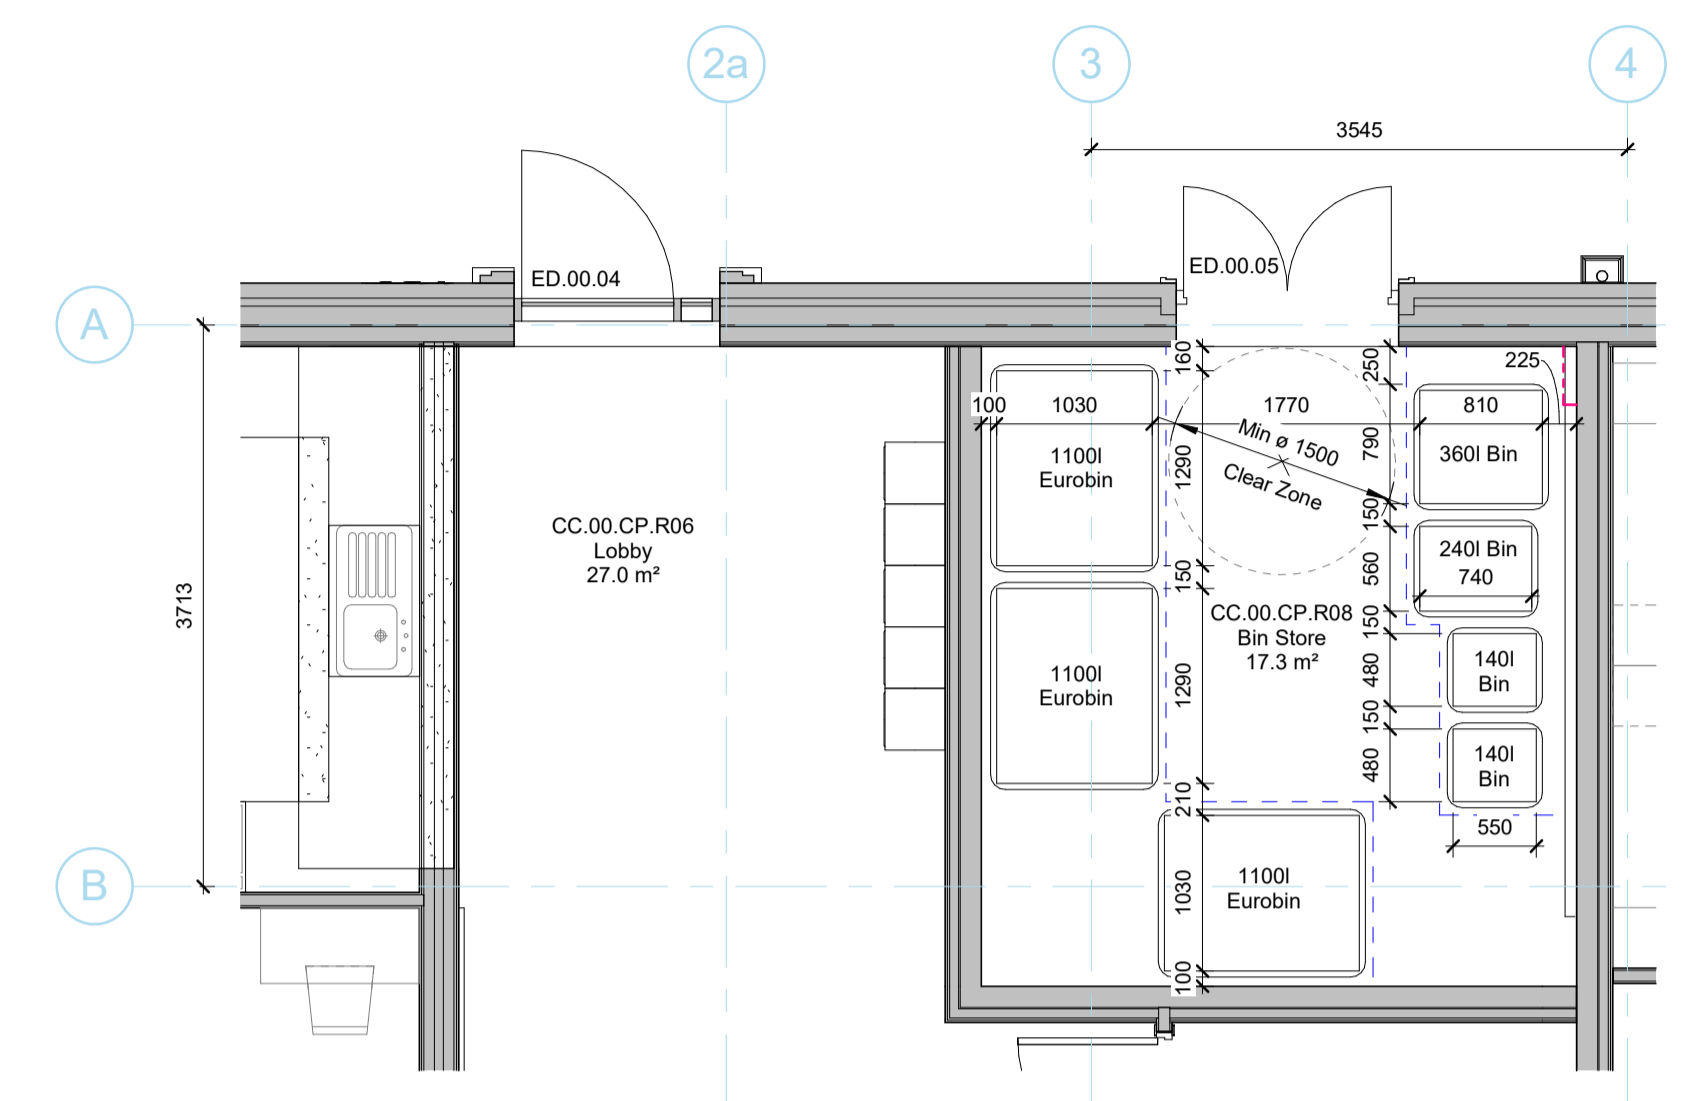 2a
3
4
3545
ED.00.04
ED.00.05
A
160
250
225
100
1030
1770
810
Min ø 1500
Clear Zone
1100l
Eurobin
1290
790
360l Bin
150
CC.00.CP.R06
Lobby
27.0 m²
240l Bin
740
150
560
3713
CC.00.CP.R08
Bin Store
17.3 m²
150
1100l
Eurobin
1290
480
140l
Bin
150
480
140l
Bin
210
550
B
1100l
Eurobin
1030
100